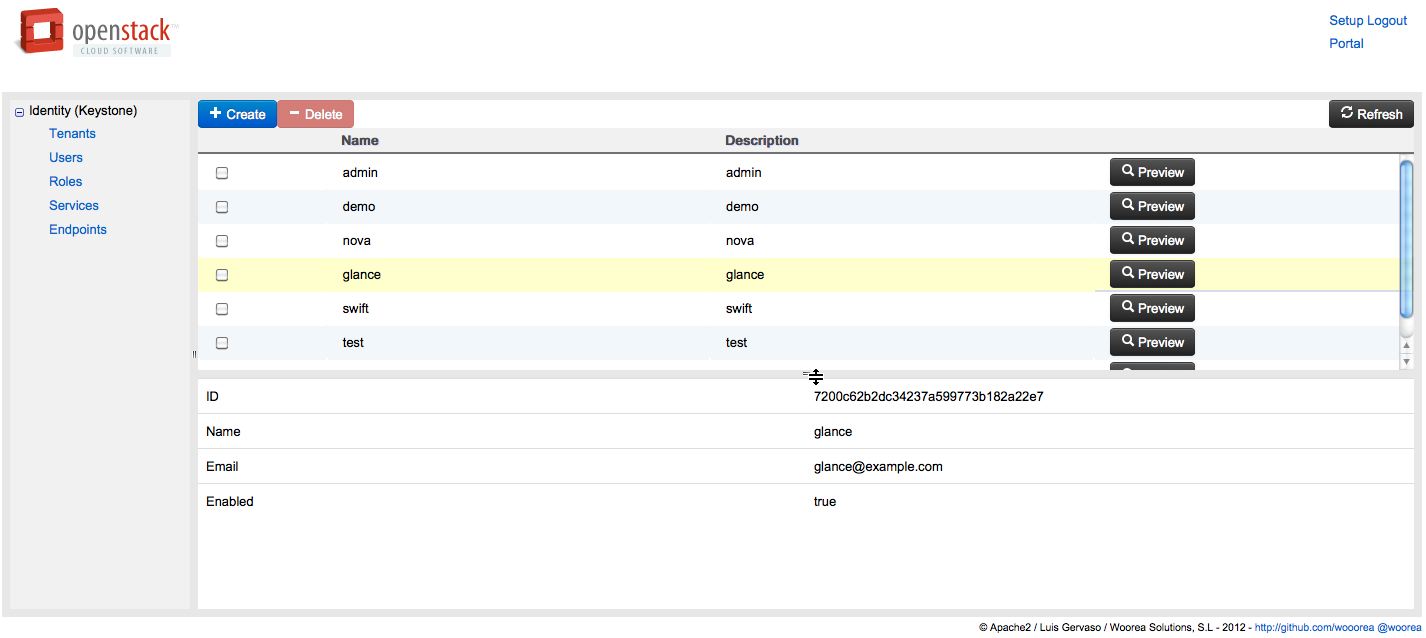 openstack™
CLOUD SOFTWARE
Setup Logout
Portal
Identity (Keystone)
Tenants
Users
Roles
Services
Endpoints
Create Delete Refresh
Name Description
admin admin Preview
demo demo Preview
nova nova Preview
glance glance Preview
swift swift Preview
test test Preview
ID 7200c62b2dc34237a599773b182a22e7
Name glance
Email glance@example.com
Enabled true
© Apache2 / Luis Gervaso / Woorea Solutions, S.L - 2012 - http://github.com/wooorea @woorea